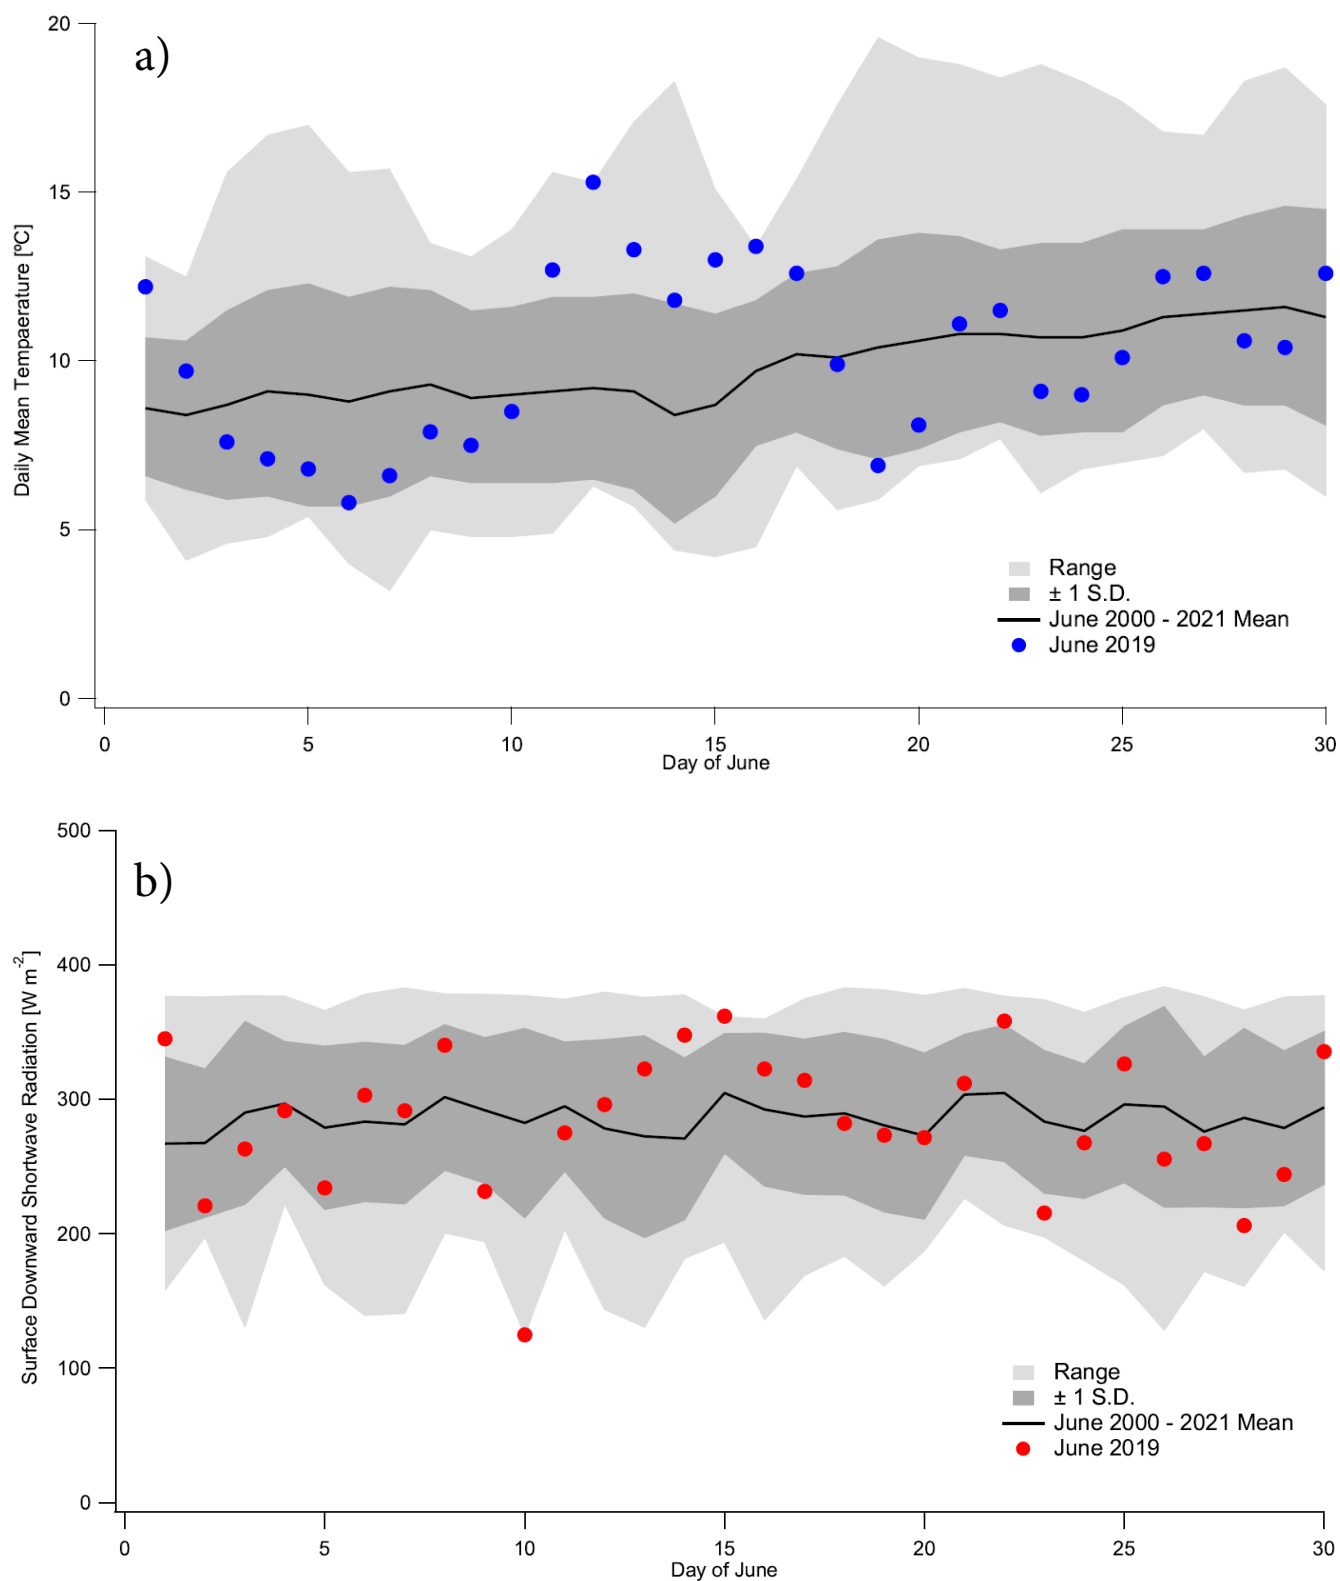 a)
20
15
10
5
0
Daily Mean Tempaerature [ºC]
0 5 10 15 20 25 30
Day of June
Range
± 1 S.D.
June 2000 - 2021 Mean
June 2019
b)
500
400
300
200
100
0
Surface Downward Shortwave Radiation [W m-2]
0 5 10 15 20 25 30
Day of June
Range
± 1 S.D.
June 2000 - 2021 Mean
June 2019